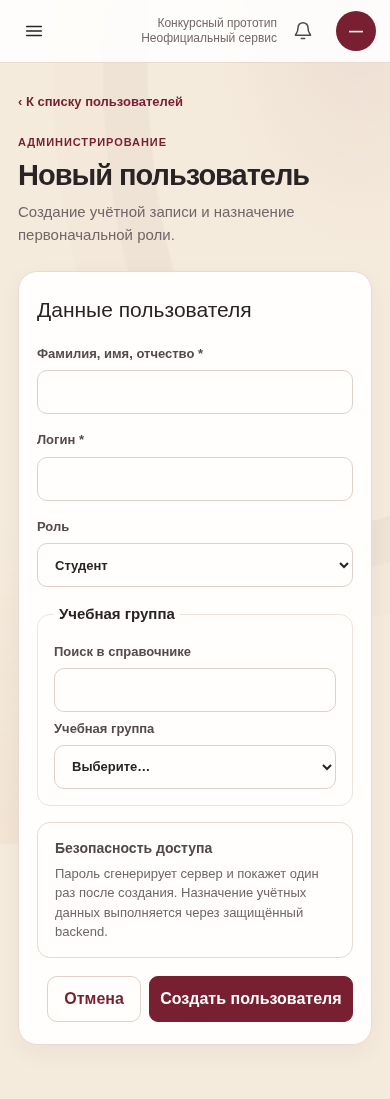 Конкурсный прототип
Неофициальный сервис
—
‹ К списку пользователей
АДМИНИСТРИРОВАНИЕ
Новый пользователь
Создание учётной записи и назначение
первоначальной роли.
Данные пользователя
Фамилия, имя, отчество *
Логин *
Роль
Студент
Учебная группа
Поиск в справочнике
Учебная группа
Выберите…
Безопасность доступа
Пароль сгенерирует сервер и покажет один
раз после создания. Назначение учётных
данных выполняется через защищённый
backend.
Отмена
Создать пользователя